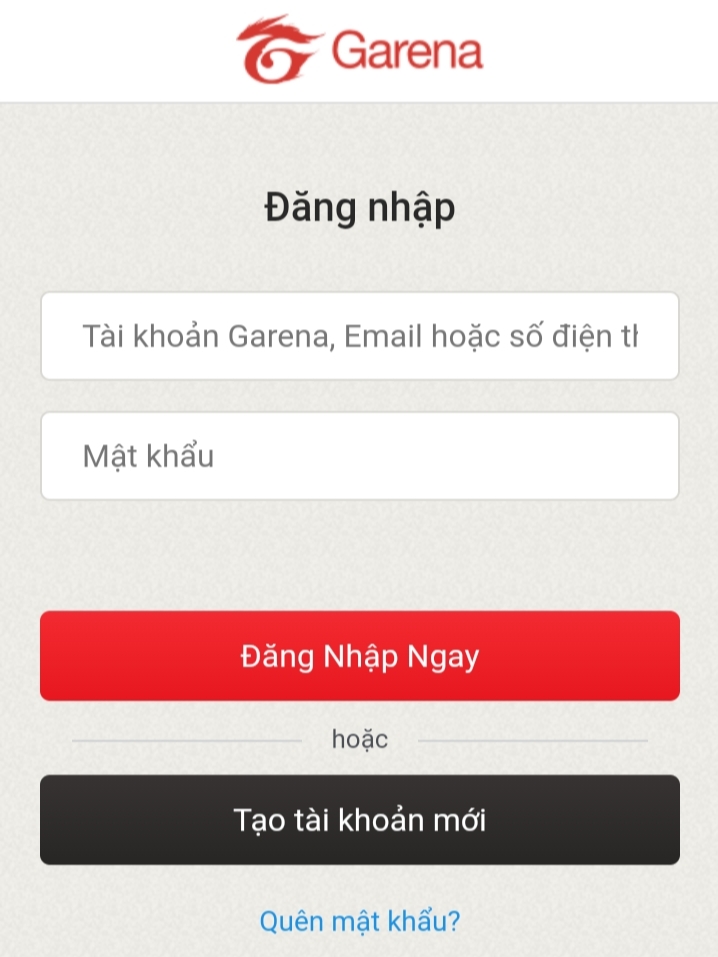 Garena
Đăng nhập
Tài khoản Garena, Email hoặc số điện
Mật khẩu
Đăng Nhập Ngay
hoặc
Tạo tài khoản mới
Quên mật khẩu?